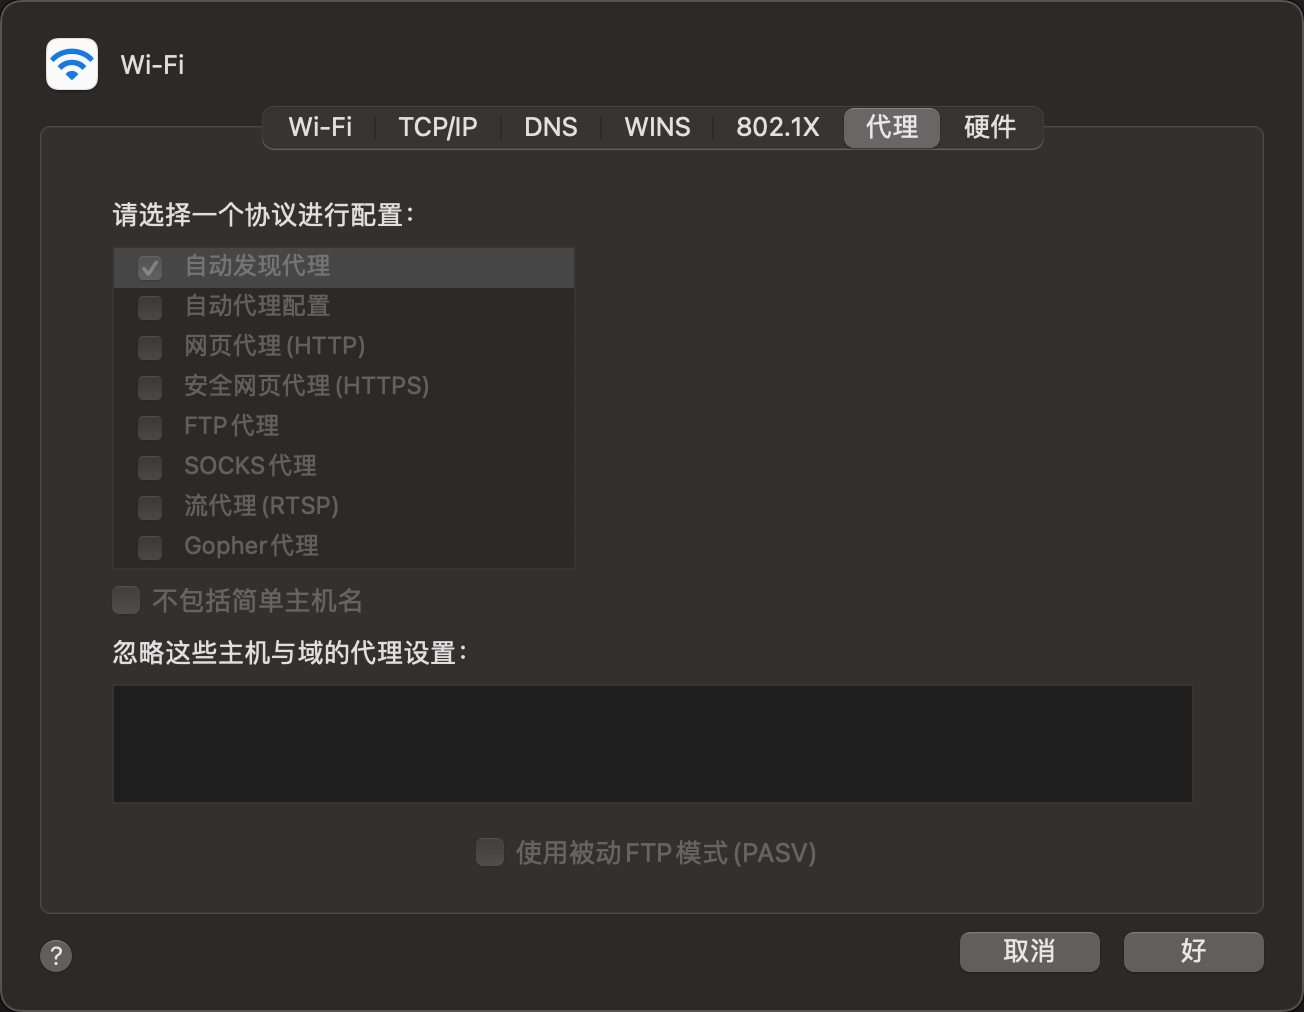 Wi-Fi
Wi-Fi TCP/IP DNS WINS 802.1X 代理 硬件
请选择一个协议进行配置：
自动发现代理
自动代理配置
网页代理(HTTP)
安全网页代理(HTTPS)
FTP代理
SOCKS代理
流代理(RTSP)
Gopher代理
不包括简单主机名
忽略这些主机与域的代理设置：
使用被动FTP模式(PASV)
? 取消 好